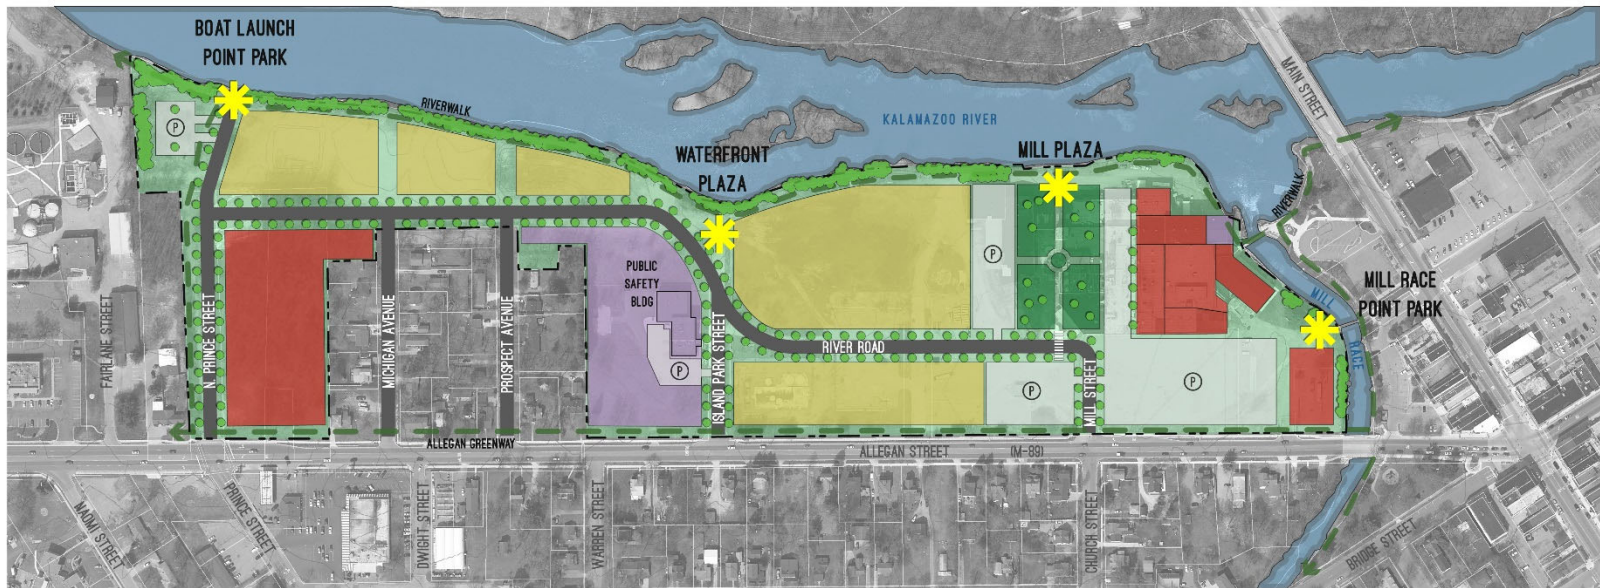 BOAT LAUNCH
POINT PARK
RIVERWALK
KALAMAZOO RIVER
WATERFRONT
PLAZA
MILL PLAZA
MAIN STREET
RIVERWALK
MILL RACE
POINT PARK
MILL RACE
P
P
P
P
P
PUBLIC
SAFETY
BLDG
FAIRLANE STREET
N. PRINCE STREET
MICHIGAN AVENUE
PROSPECT AVENUE
ISLAND PARK STREET
RIVER ROAD
MILL STREET
ALLEGAN GREENWAY
ALLEGAN STREET (M-89)
NAOMI STREET
PRINCE STREET
DWIGHT STREET
WARREN STREET
CHURCH STREET
BRIDGE STREET